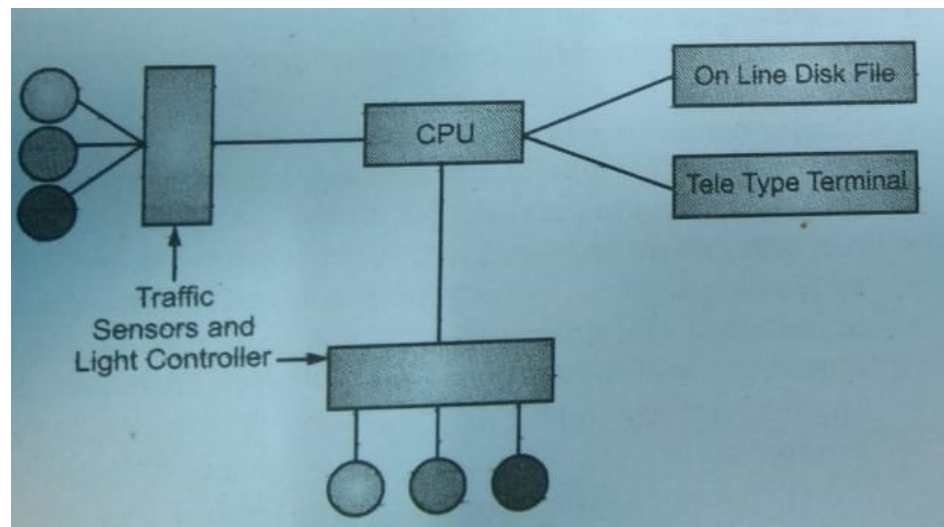 On Line Disk File
CPU
Tele Type Terminal
Traffic
Sensors and
Light Controller